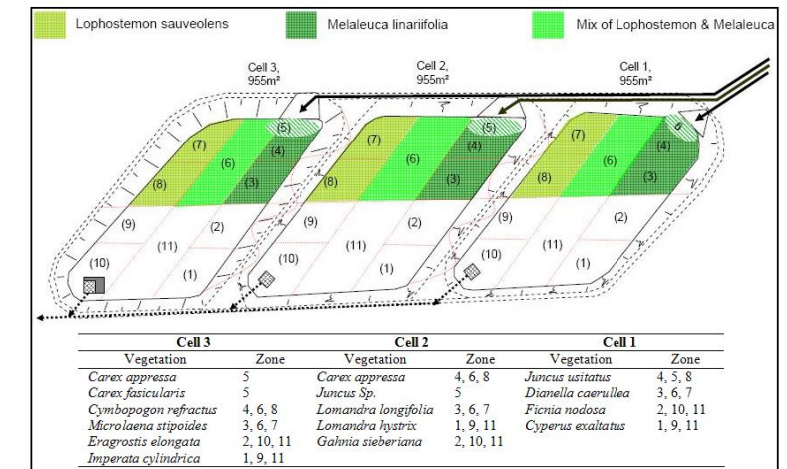 Lophostemon sauveolens Melaleuca linariifolia Mix of Lophostemon & Melaleuca
Cell 3, 955m² Cell 2, 955m² Cell 1, 955m²
(5) (5) 6
(7) (4) (7) (4) (7) (4)
(6) (6) (6)
(8) (3) (8) (3) (8) (3)
(9) (2) (9) (2) (9) (2)
(11) (11) (11)
(10) (1) (10) (1) (10) (1)
Cell 3 Cell 2 Cell 1
Vegetation Zone Vegetation Zone Vegetation Zone
Carex appressa 5 Carex appressa 4, 6, 8 Juncus usitatus 4, 5, 8
Carex fasicularis 5 Juncus Sp. 5 Dianella caerullea 3, 6, 7
Cymbopogon refractus 4, 6, 8 Lomandra longifolia 3, 6, 7 Ficnia nodosa 2, 10, 11
Microlaena stipoides 3, 6, 7 Lomandra hystrix 1, 9, 11 Cyperus exaltatus 1, 9, 11
Eragrostis elongata 2, 10, 11 Gahnia sieberiana 2, 10, 11
Imperata cylindrica 1, 9, 11